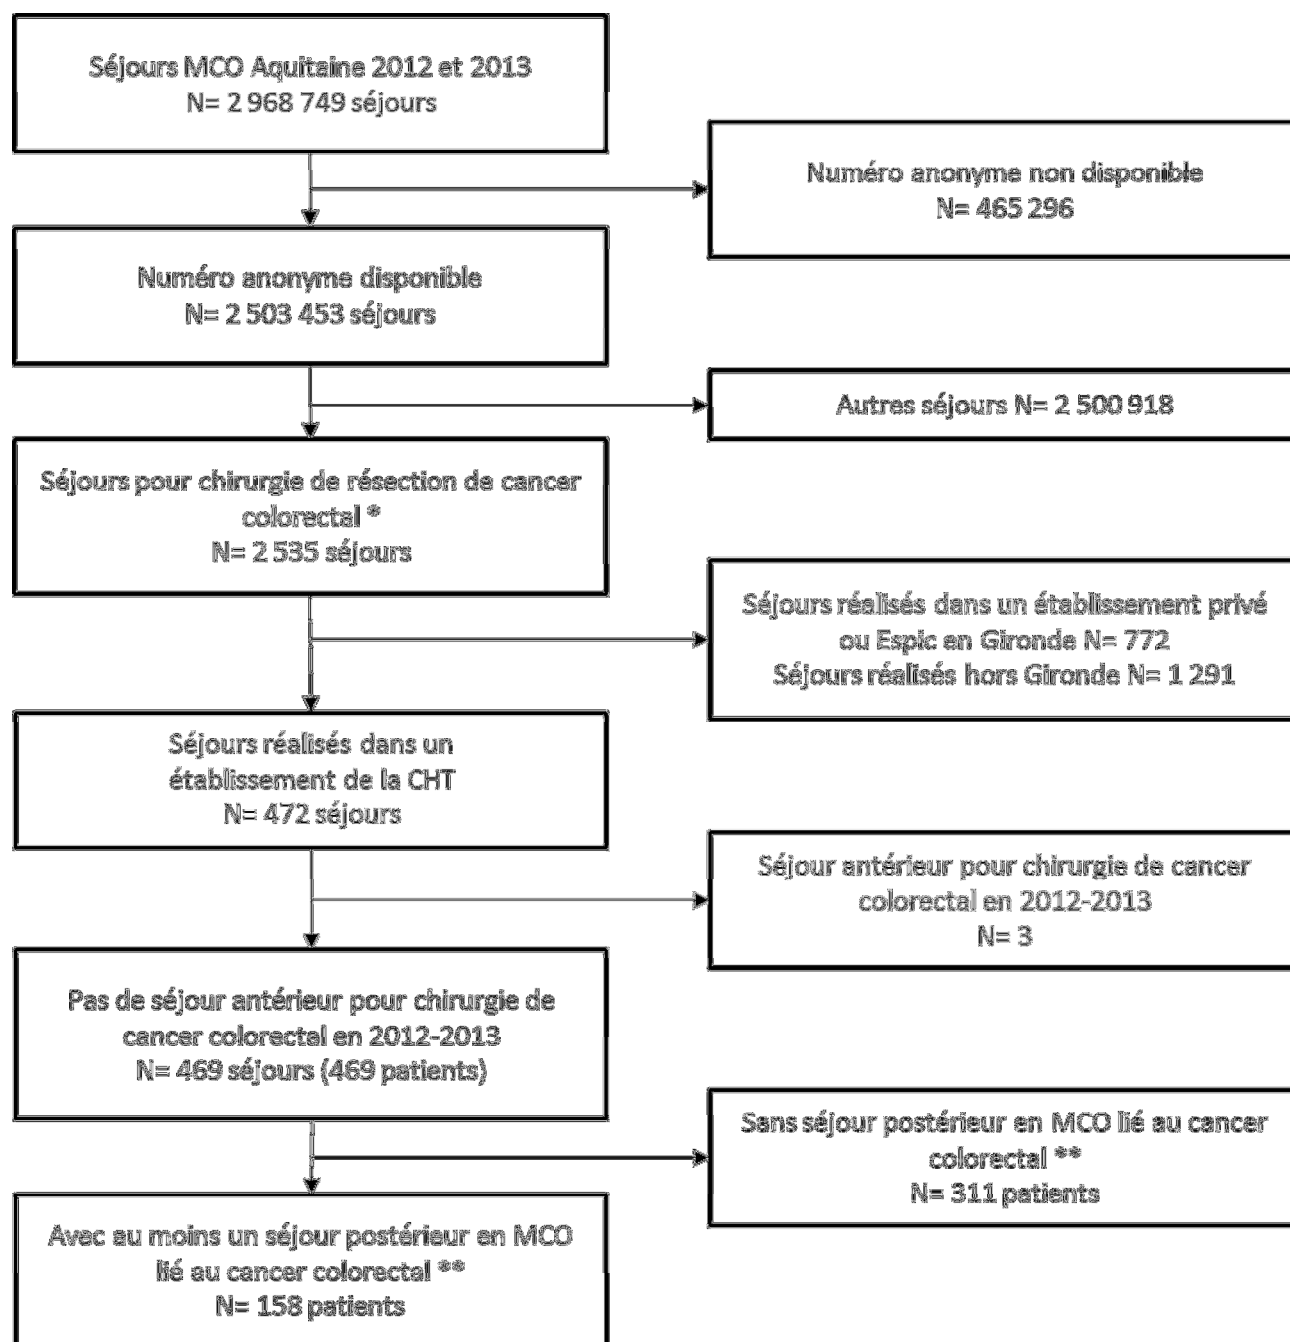 Séjours MCO Aquitaine 2012 et 2013
N= 2 968 749 séjours
Numéro anonyme non disponible
N= 465 296
Numéro anonyme disponible
N= 2 503 453 séjours
Autres séjours N= 2 500 918
Séjours pour chirurgie de résection de cancer
colorectal *
N= 2 535 séjours
Séjours réalisés dans un établissement privé
ou Espic en Gironde N= 772
Séjours réalisés hors Gironde N= 1 291
Séjours réalisés dans un
établissement de la CHT
N= 472 séjours
Séjour antérieur pour chirurgie de cancer
colorectal en 2012-2013
N= 3
Pas de séjour antérieur pour chirurgie de
cancer colorectal en 2012-2013
N= 469 séjours (469 patients)
Sans séjour postérieur en MCO lié au cancer
colorectal **
N= 311 patients
Avec au moins un séjour postérieur en MCO
lié au cancer colorectal **
N= 158 patients